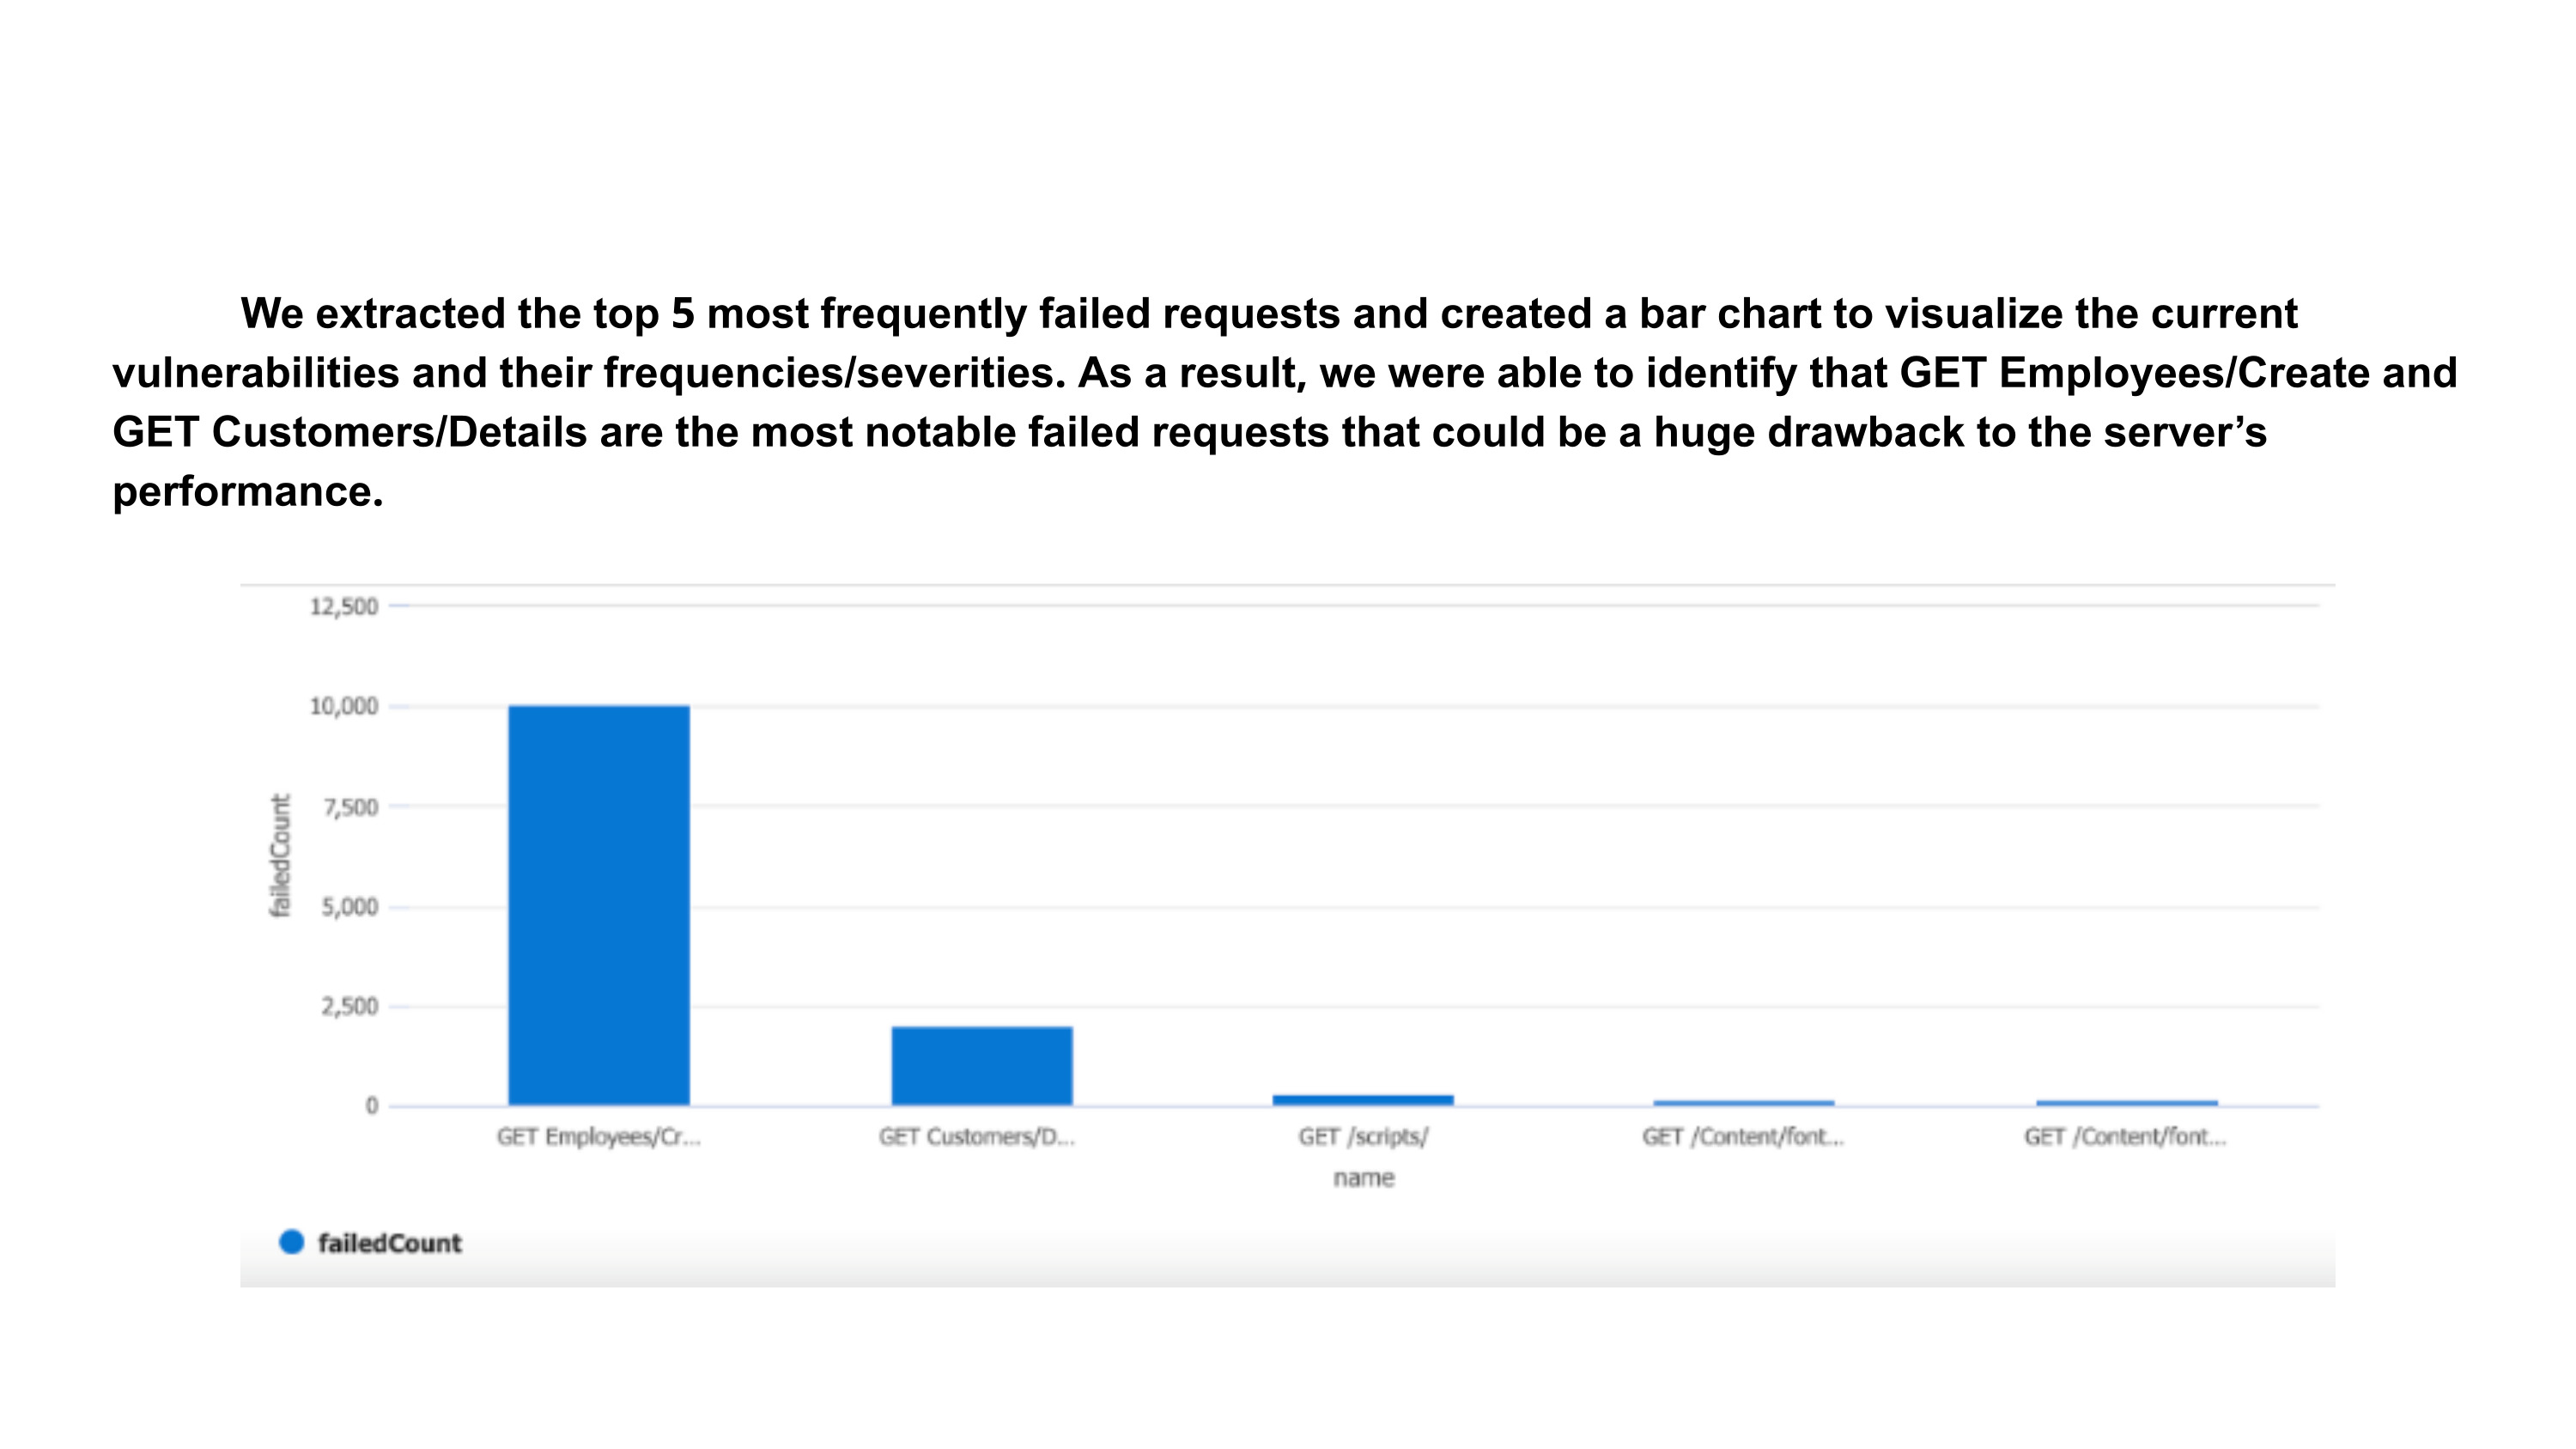 We extracted the top 5 most frequently failed requests and created a bar chart to visualize the current
vulnerabilities and their frequencies/severities. As a result, we were able to identify that GET Employees/Create and
GET Customers/Details are the most notable failed requests that could be a huge drawback to the server’s
performance.
12,500
10,000
7,500
5,000
2,500
0
failedCount
GET Employees/Cr...
GET Customers/D...
GET /scripts/
GET /Content/font...
GET /Content/font...
name
failedCount